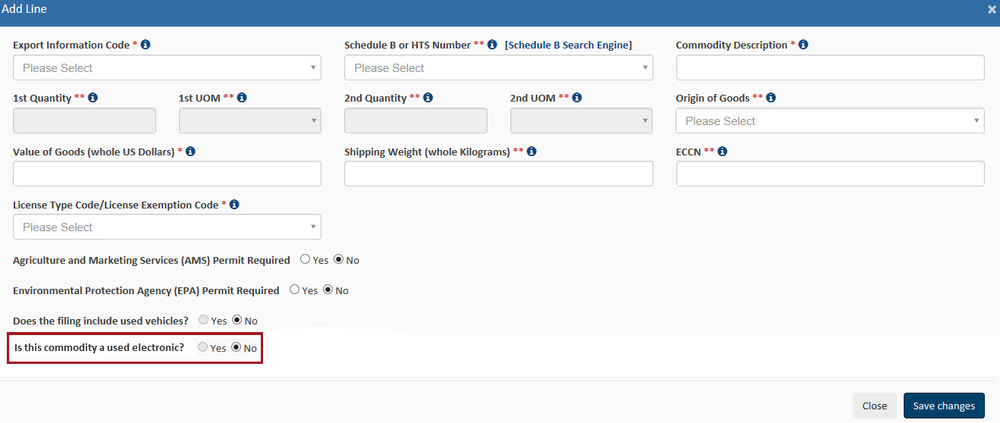 Add Line
Export Information Code *
Schedule B or HTS Number ** [Schedule B Search Engine]
Commodity Description *
Please Select
Please Select
1st Quantity **
1st UOM **
2nd Quantity **
2nd UOM **
Origin of Goods **
Please Select
Value of Goods (whole US Dollars) *
Shipping Weight (whole Kilograms) **
ECCN **
License Type Code/License Exemption Code *
Please Select
Agriculture and Marketing Services (AMS) Permit Required Yes No
Environmental Protection Agency (EPA) Permit Required Yes No
Does the filing include used vehicles? Yes No
Is this commodity a used electronic? Yes No
Close
Save changes